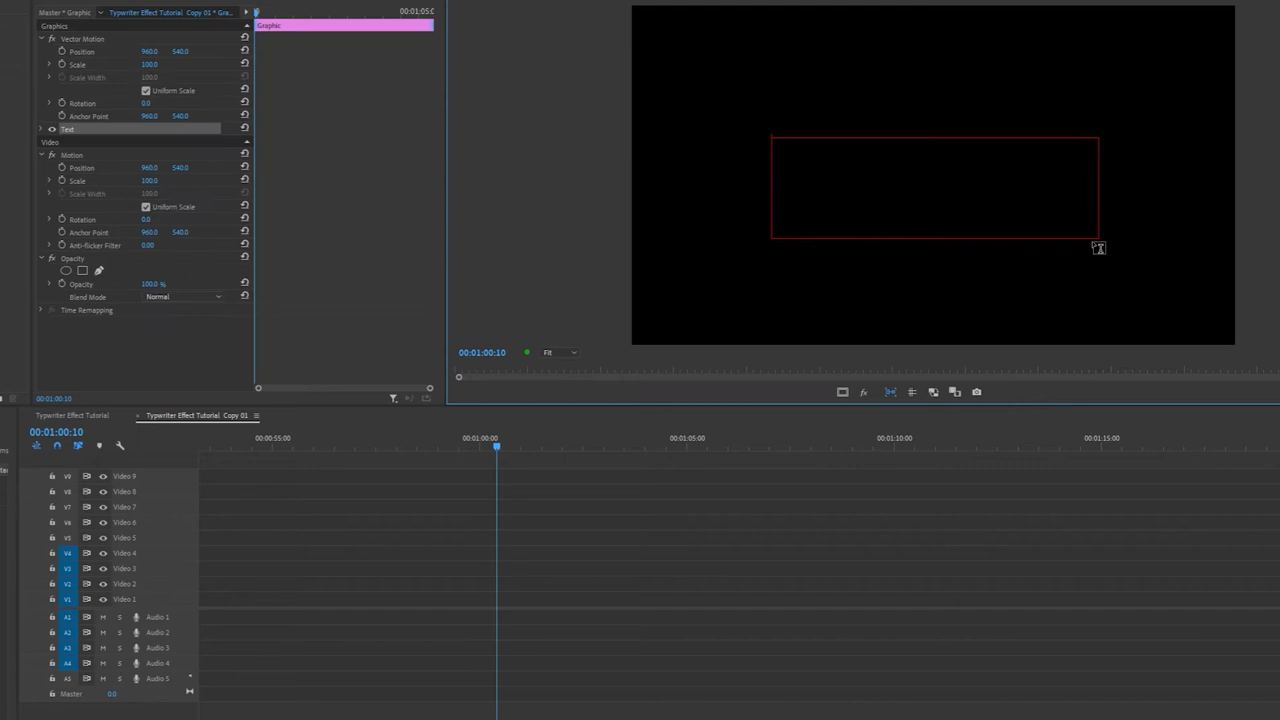 Master * Graphic Typwriter Effect Tutorial Copy 01 * Gra... 00:01:05:0
Graphics
Graphic
fx Vector Motion
Position 960.0 540.0
Scale 100.0
Scale Width 100.0
Uniform Scale
Rotation 0.0
Anchor Point 960.0 540.0
Text
Video
fx Motion
Position 960.0 540.0
Scale 100.0
Scale Width 100.0
Uniform Scale
Rotation 0.0
Anchor Point 960.0 540.0
Anti-flicker Filter 0.00
fx Opacity
Opacity 100.0 %
Blend Mode Normal
fx Time Remapping
00:01:00:10
00:01:00:10 Fit
fx
Typwriter Effect Tutorial × Typwriter Effect Tutorial Copy 01
00:01:00:10
00:00:55:00 00:01:00:00 00:01:05:00 00:01:10:00 00:01:15:00
V9 Video 9
V8 Video 8
V7 Video 7
V6 Video 6
V5 Video 5
V4 Video 4
V3 Video 3
V2 Video 2
V1 Video 1
A1 M S Audio 1
A2 M S Audio 2
A3 M S Audio 3
A4 M S Audio 4
A5 M S Audio 5
Master 0.0